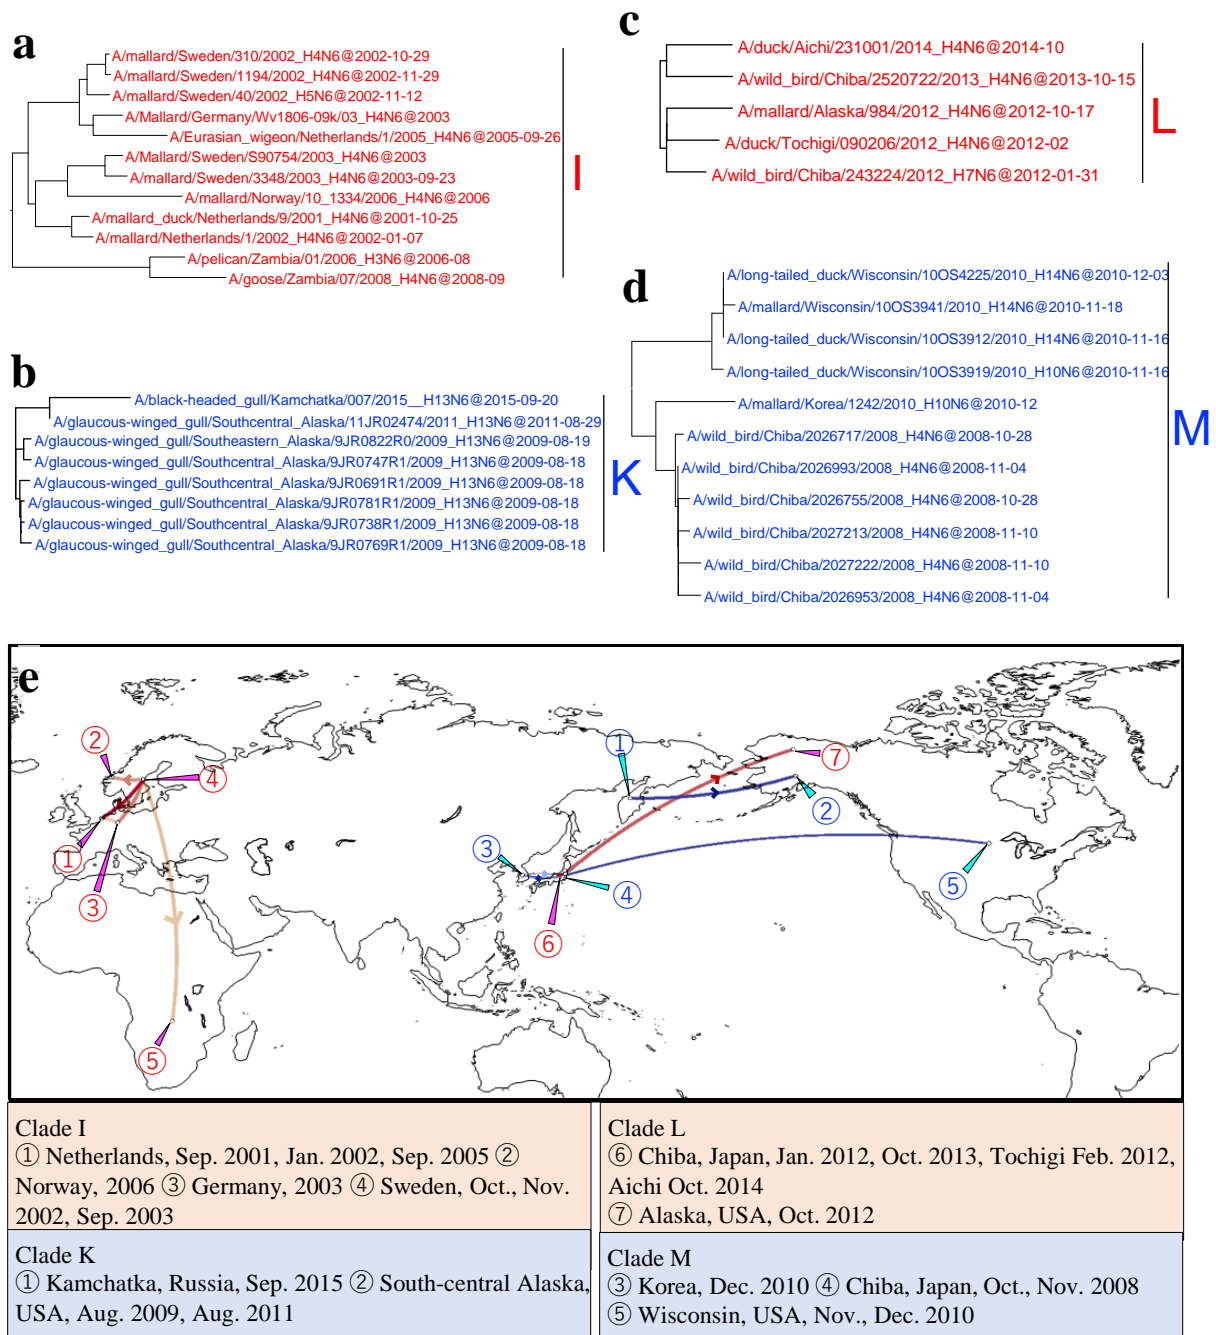 a
A/mallard/Sweden/310/2002_H4N6@2002-10-29
A/mallard/Sweden/1194/2002_H4N6@2002-11-29
A/mallard/Sweden/40/2002_H5N6@2002-11-12
A/Mallard/Germany/Wv1806-09k/03_H4N6@2003
A/Eurasian_wigeon/Netherlands/1/2005_H4N6@2005-09-26
A/Mallard/Sweden/S90754/2003_H4N6@2003
A/mallard/Sweden/3348/2003_H4N6@2003-09-23
A/mallard/Norway/10_1334/2006_H4N6@2006
A/mallard_duck/Netherlands/9/2001_H4N6@2001-10-25
A/mallard/Netherlands/1/2002_H4N6@2002-01-07
A/pelican/Zambia/01/2006_H3N6@2006-08
A/goose/Zambia/07/2008_H4N6@2008-09
I
b
A/black-headed_gull/Kamchatka/007/2015__H13N6@2015-09-20
A/glaucous-winged_gull/Southcentral_Alaska/11JR02474/2011_H13N6@2011-08-29
A/glaucous-winged_gull/Southeastern_Alaska/9JR0822R0/2009_H13N6@2009-08-19
A/glaucous-winged_gull/Southcentral_Alaska/9JR0747R1/2009_H13N6@2009-08-18
A/glaucous-winged_gull/Southcentral_Alaska/9JR0691R1/2009_H13N6@2009-08-18
A/glaucous-winged_gull/Southcentral_Alaska/9JR0781R1/2009_H13N6@2009-08-18
A/glaucous-winged_gull/Southcentral_Alaska/9JR0738R1/2009_H13N6@2009-08-18
A/glaucous-winged_gull/Southcentral_Alaska/9JR0769R1/2009_H13N6@2009-08-18
K
c
A/duck/Aichi/231001/2014_H4N6@2014-10
A/wild_bird/Chiba/2520722/2013_H4N6@2013-10-15
A/mallard/Alaska/984/2012_H4N6@2012-10-17
A/duck/Tochigi/090206/2012_H4N6@2012-02
A/wild_bird/Chiba/243224/2012_H7N6@2012-01-31
L
d
A/long-tailed_duck/Wisconsin/10OS4225/2010_H14N6@2010-12-03
A/mallard/Wisconsin/10OS3941/2010_H14N6@2010-11-18
A/long-tailed_duck/Wisconsin/10OS3912/2010_H14N6@2010-11-16
A/long-tailed_duck/Wisconsin/10OS3919/2010_H10N6@2010-11-16
A/mallard/Korea/1242/2010_H10N6@2010-12
A/wild_bird/Chiba/2026717/2008_H4N6@2008-10-28
A/wild_bird/Chiba/2026993/2008_H4N6@2008-11-04
A/wild_bird/Chiba/2026755/2008_H4N6@2008-10-28
A/wild_bird/Chiba/2027213/2008_H4N6@2008-11-10
A/wild_bird/Chiba/2027222/2008_H4N6@2008-11-10
A/wild_bird/Chiba/2026953/2008_H4N6@2008-11-04
M
e
②
④
①
③
⑤
①
⑦
②
③
④
⑤
⑥
Clade I
① Netherlands, Sep. 2001, Jan. 2002, Sep. 2005 ②
Norway, 2006 ③ Germany, 2003 ④ Sweden, Oct., Nov.
2002, Sep. 2003
Clade L
⑥ Chiba, Japan, Jan. 2012, Oct. 2013, Tochigi Feb. 2012,
Aichi Oct. 2014
⑦ Alaska, USA, Oct. 2012
Clade K
① Kamchatka, Russia, Sep. 2015 ② South-central Alaska,
USA, Aug. 2009, Aug. 2011
Clade M
③ Korea, Dec. 2010 ④ Chiba, Japan, Oct., Nov. 2008
⑤ Wisconsin, USA, Nov., Dec. 2010